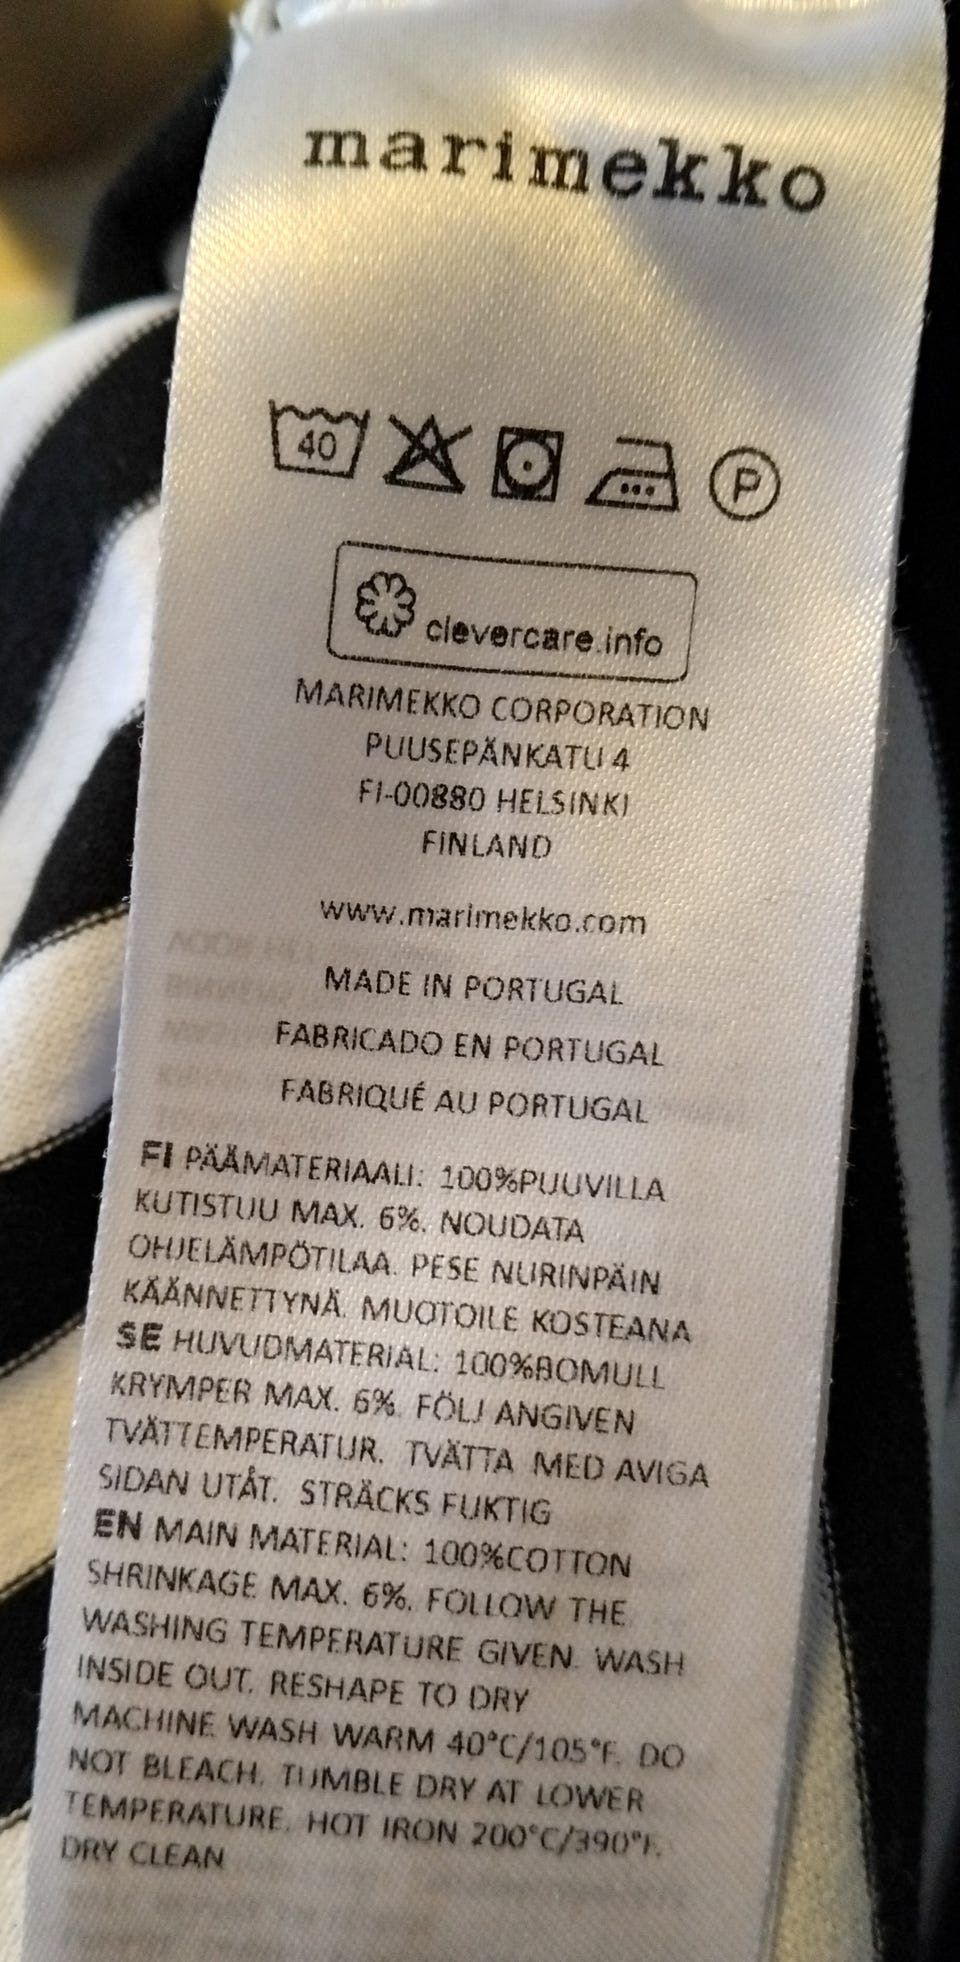 marimekko
40
P
clevercare.info
MARIMEKKO CORPORATION
PUUSEPÄNKATU 4
FI-00880 HELSINKI
FINLAND
www.marimekko.com
MADE IN PORTUGAL
FABRICADO EN PORTUGAL
FABRIQUÉ AU PORTUGAL
FI PÄÄMATERIAALI: 100%PUUVILLA
KUTISTUU MAX. 6%. NOUDATA
OHJELÄMPÖTILAA. PESE NURINPÄIN
KÄÄNNETTYNÄ. MUOTOILE KOSTEANA
SE HUVUDMATERIAL: 100%BOMULL
KRYMPER MAX. 6%. FÖLJ ANGIVEN
TVÄTTEMPERATUR. TVÄTTA MED AVIGA
SIDAN UTÅT. STRÄCKS FUKTIG
EN MAIN MATERIAL: 100%COTTON
SHRINKAGE MAX. 6%. FOLLOW THE
WASHING TEMPERATURE GIVEN. WASH
INSIDE OUT. RESHAPE TO DRY
MACHINE WASH WARM 40°C/105°F. DO
NOT BLEACH. TUMBLE DRY AT LOWER
TEMPERATURE. HOT IRON 200°C/390°F.
DRY CLEAN